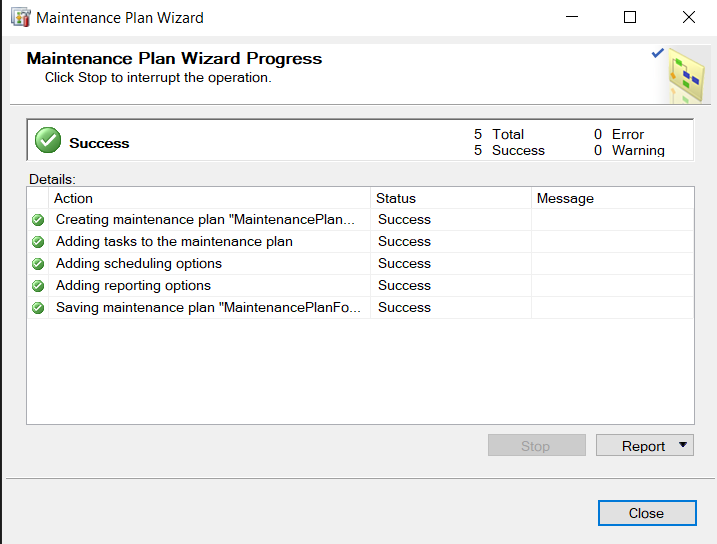 Maintenance Plan Wizard
Maintenance Plan Wizard Progress
Click Stop to interrupt the operation.
Success
5 Total 0 Error
5 Success 0 Warning
Details:
Action Status Message
Creating maintenance plan "MaintenancePlan... Success
Adding tasks to the maintenance plan Success
Adding scheduling options Success
Adding reporting options Success
Saving maintenance plan "MaintenancePlanFo... Success
Stop Report
Close